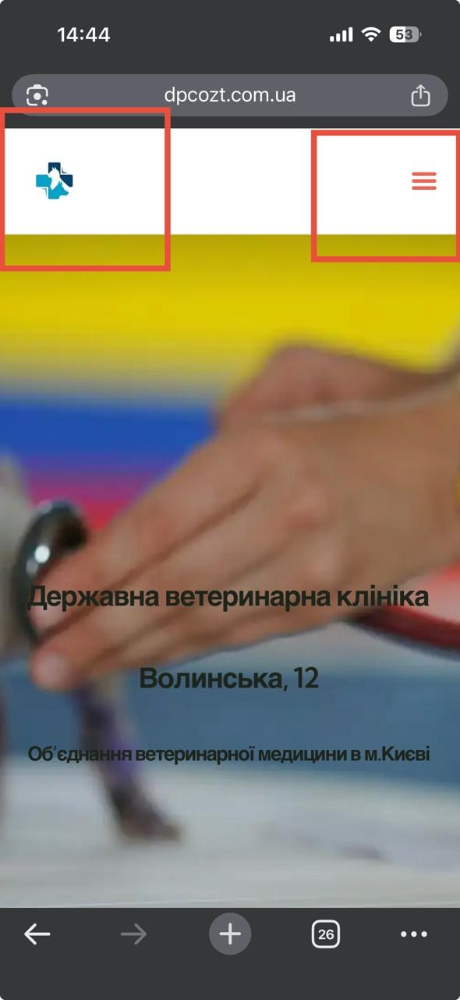 14:44
53
dpcozt.com.ua
Державна ветеринарна клініка
Волинська, 12
Об'єднання ветеринарної медицини в м.Києві
26